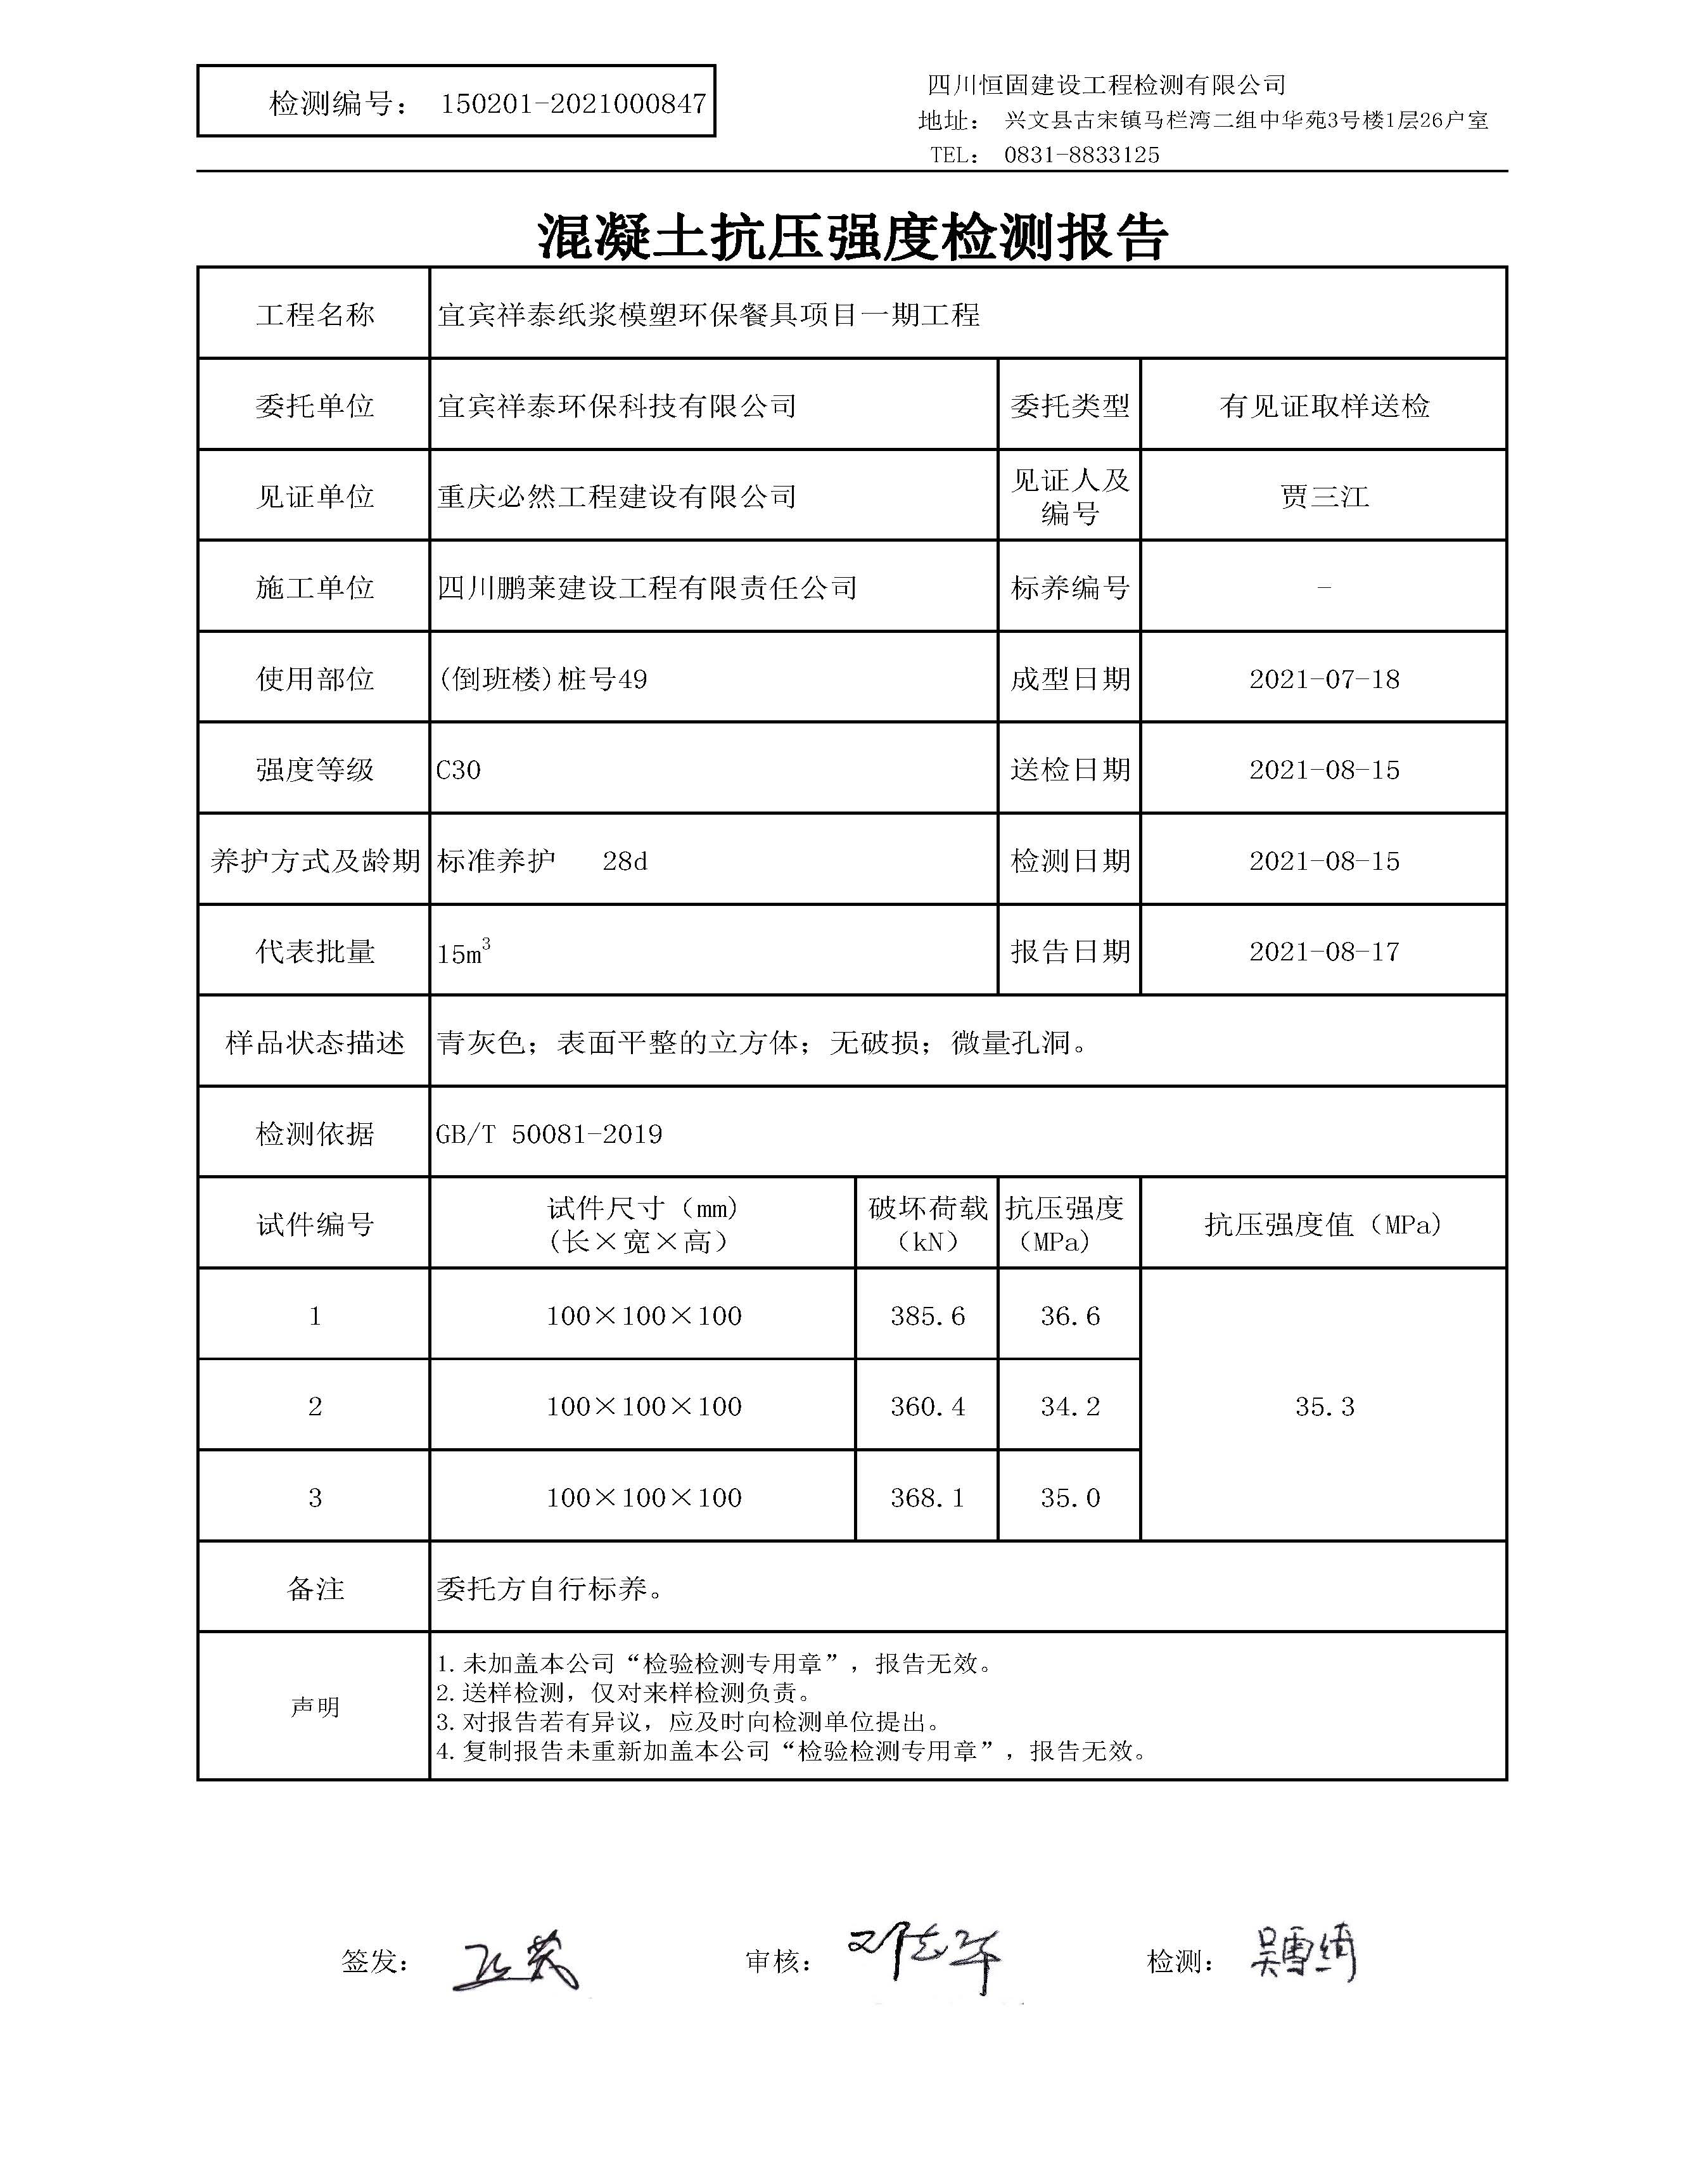 检测编号： 150201-2021000847
四川恒固建设工程检测有限公司
地址： 兴文县古宋镇马栏湾二组中华苑3号楼1层26户室
TEL： 0831-8833125
混凝土抗压强度检测报告
工程名称 宜宾祥泰纸浆模塑环保餐具项目一期工程
委托单位 宜宾祥泰环保科技有限公司 委托类型 有见证取样送检
见证单位 重庆必然工程建设有限公司 见证人及编号 贾三江
施工单位 四川鹏莱建设工程有限责任公司 标养编号 -
使用部位 (倒班楼)桩号49 成型日期 2021-07-18
强度等级 C30 送检日期 2021-08-15
养护方式及龄期 标准养护 28d 检测日期 2021-08-15
代表批量 15m³ 报告日期 2021-08-17
样品状态描述 青灰色；表面平整的立方体；无破损；微量孔洞。
检测依据 GB/T 50081-2019
试件编号 试件尺寸（mm）(长×宽×高） 破坏荷载（kN） 抗压强度（MPa） 抗压强度值（MPa）
1 100×100×100 385.6 36.6 35.3
2 100×100×100 360.4 34.2
3 100×100×100 368.1 35.0
备注 委托方自行标养。
声明
1.未加盖本公司“检验检测专用章”，报告无效。
2.送样检测，仅对来样检测负责。
3.对报告若有异议，应及时向检测单位提出。
4.复制报告未重新加盖本公司“检验检测专用章”，报告无效。
签发： 审核： 检测： 吴雪绮